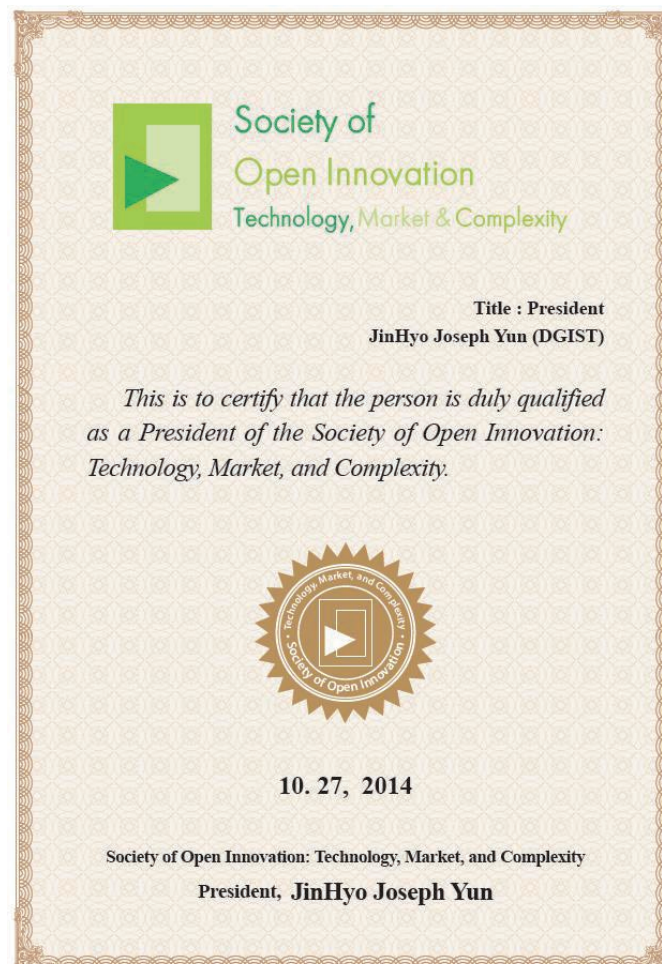 Society of
Open Innovation
Technology, Market & Complexity
Title : President
JinHyo Joseph Yun (DGIST)
This is to certify that the person is duly qualified
as a President of the Society of Open Innovation:
Technology, Market, and Complexity.
• Technology, Market, and Complexity •
Society of Open Innovation
10. 27, 2014
Society of Open Innovation: Technology, Market, and Complexity
President, JinHyo Joseph Yun